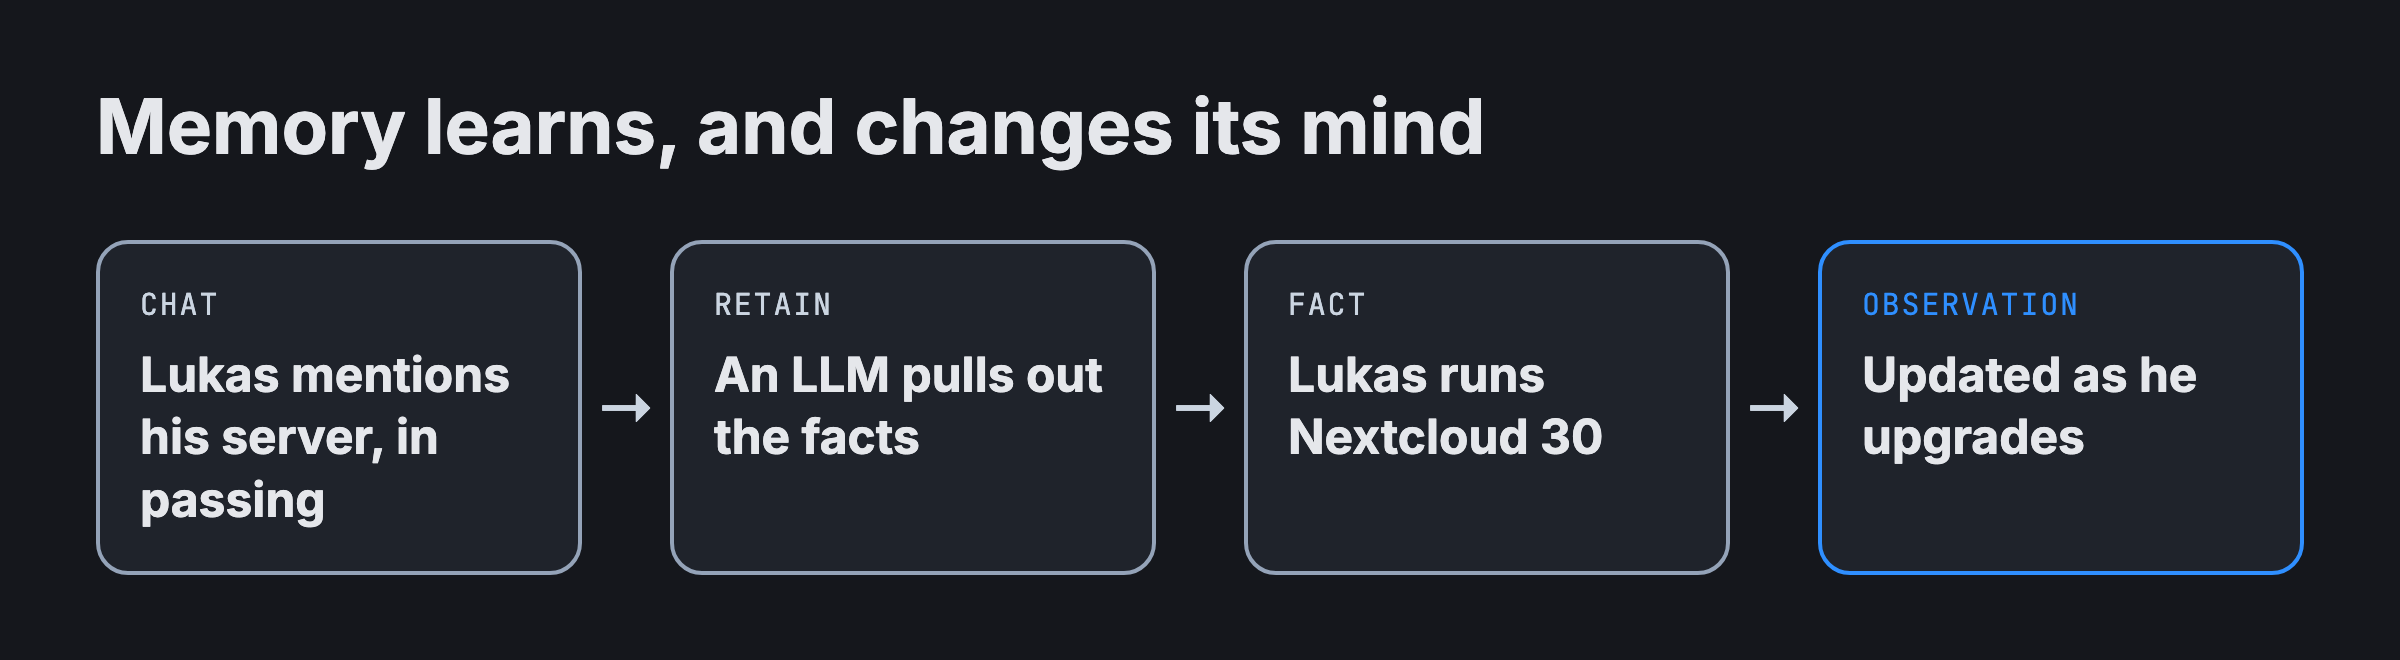 Memory learns, and changes its mind
CHAT
Lukas mentions
his server, in
passing
RETAIN
An LLM pulls out
the facts
FACT
Lukas runs
Nextcloud 30
OBSERVATION
Updated as he
upgrades